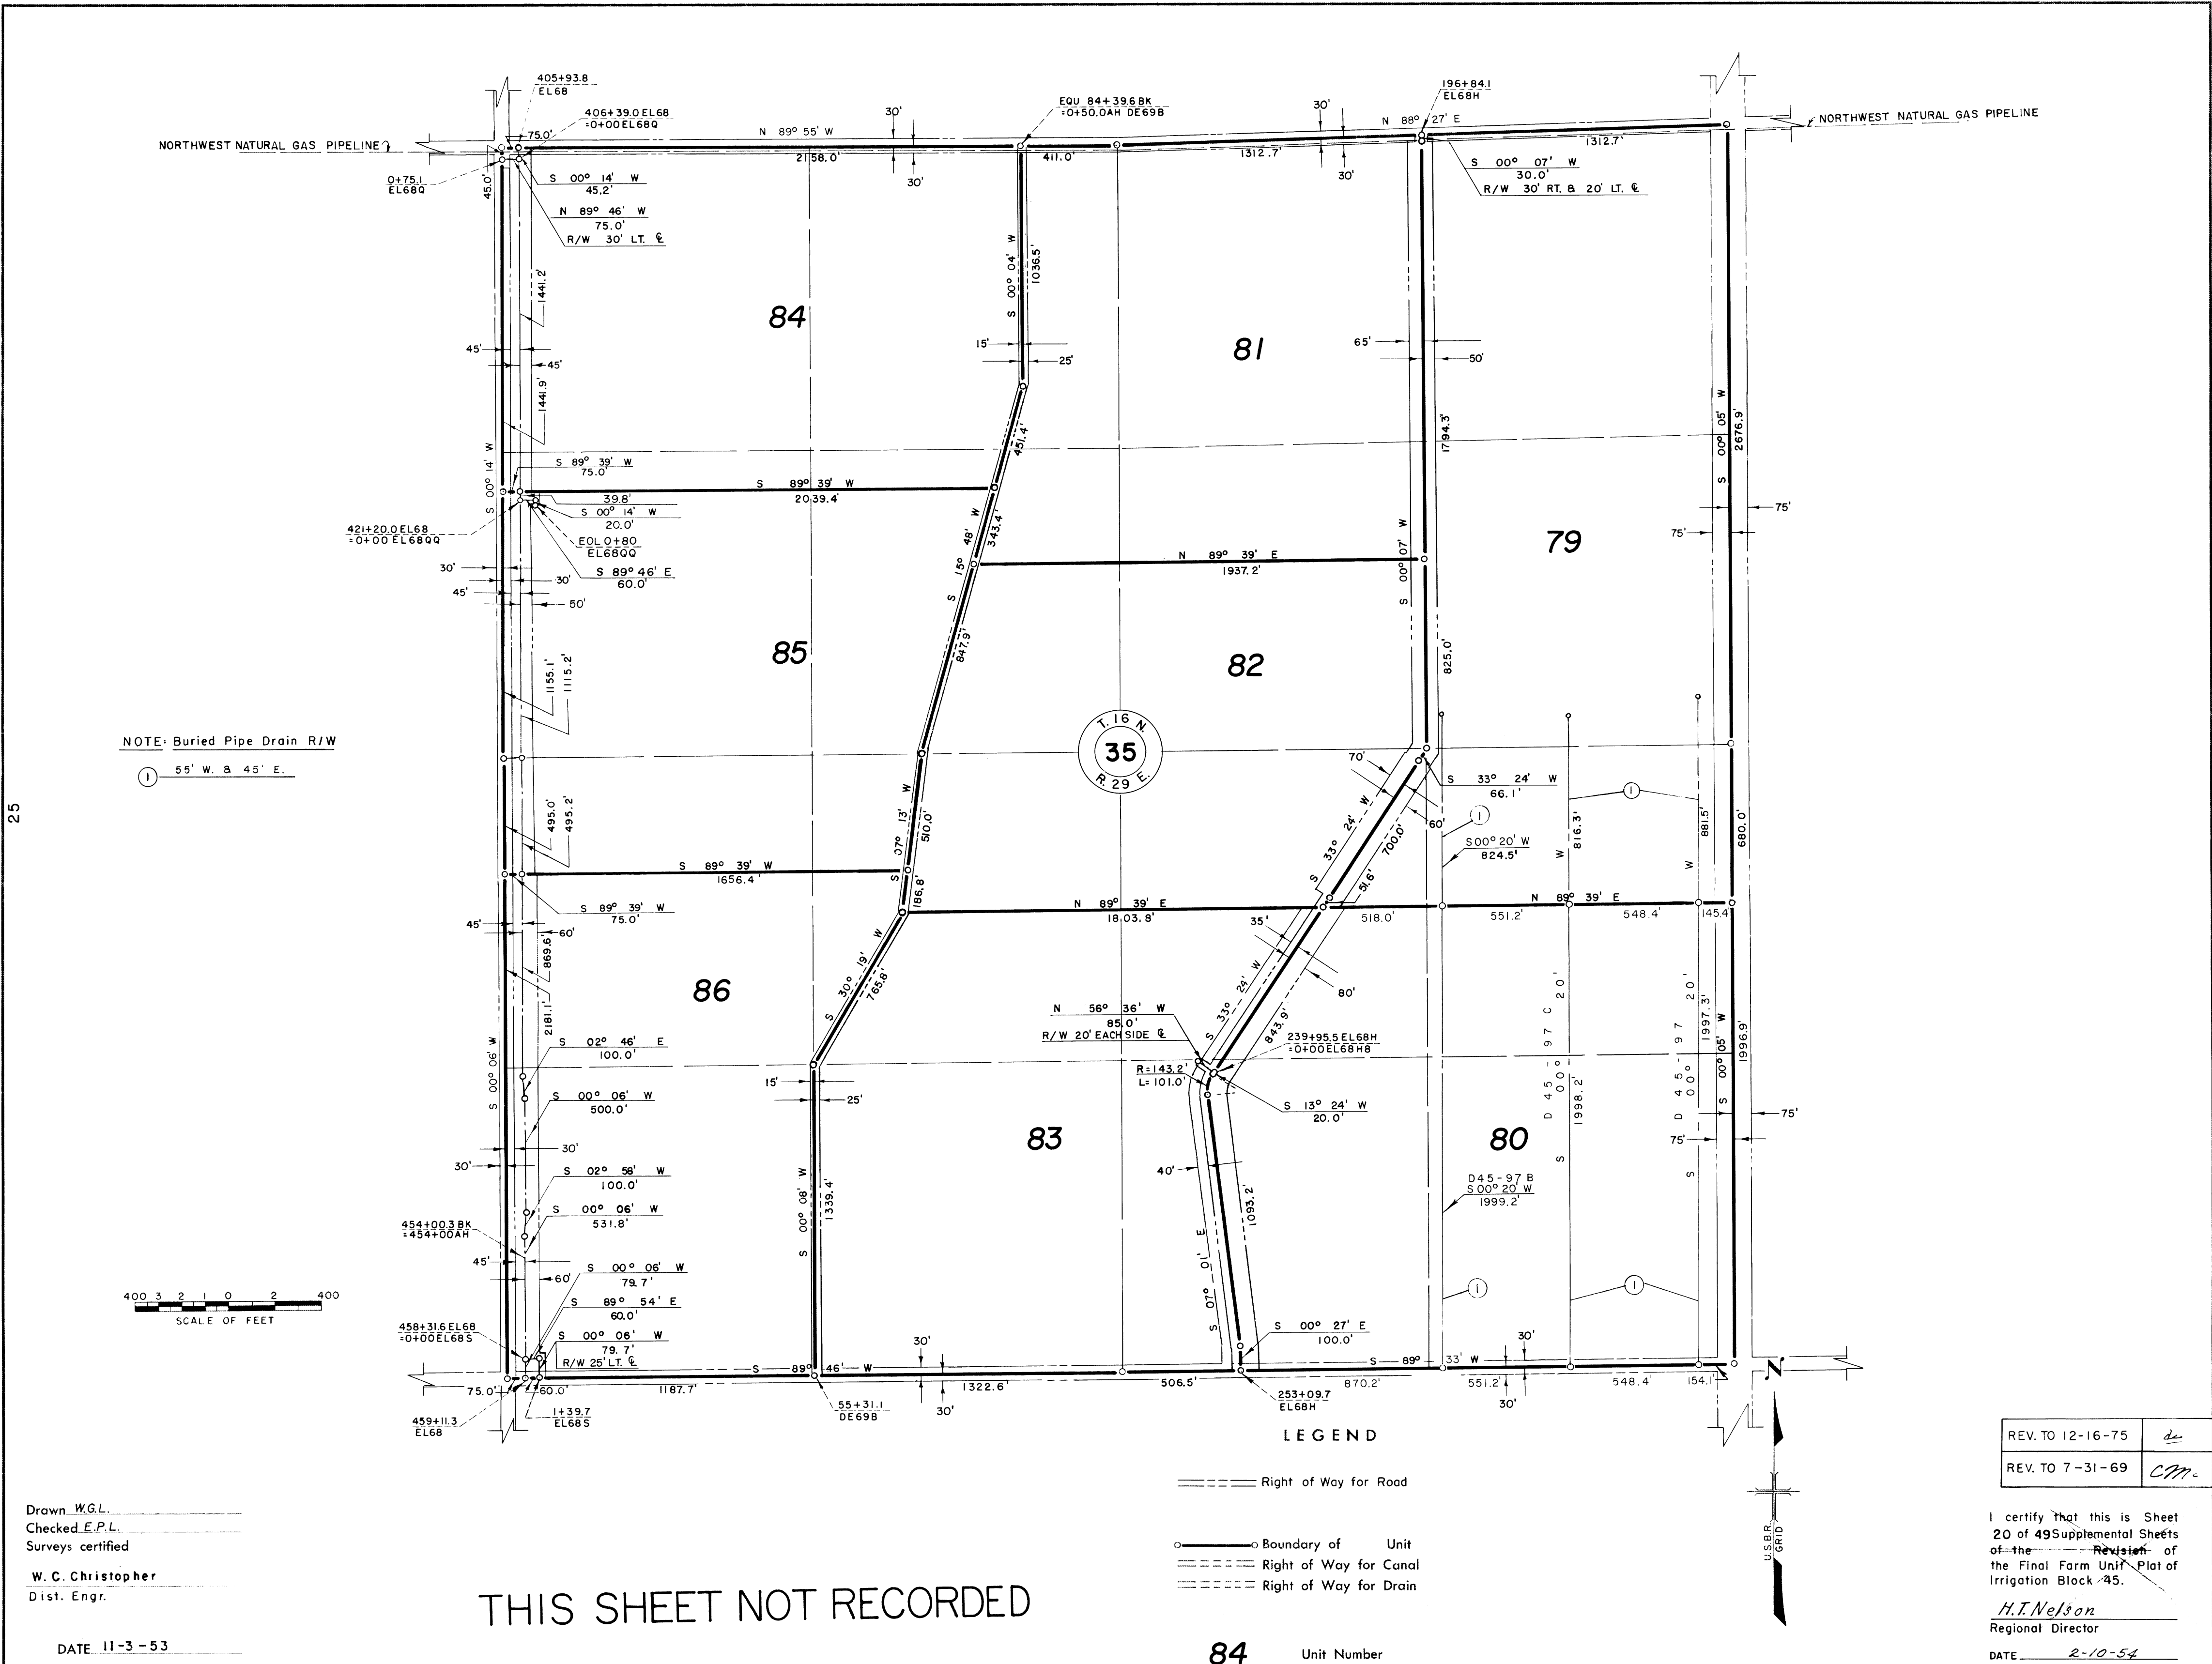 405+93.8
EL68
406+39.0 EL68
=0+00 EL68Q
75.0'
N 89° 55' W
30'
EQU 84+39.6 BK
=0+50.0AH DE69B
30'
N 88° 27' E
196+84.1
EL68H
NORTHWEST NATURAL GAS PIPELINE
NORTHWEST NATURAL GAS PIPELINE
2158.0'
30'
411.0'
1312.7'
30'
1312.7'
0+75.1
EL68Q
45.0'
S 00° 14' W
45.2'
N 89° 46' W
75.0'
R/W 30' LT. ℄
S 00° 07' W
30.0'
R/W 30' RT. & 20' LT. ℄
S 00° 04' W
1036.5'
1441.2'
84
81
45'
45'
15'
25'
65'
50'
1441.9'
S 00° 14' W
451.4'
1794.3'
S 00° 05' W
2676.9'
S 89° 39' W
75.0'
S 89° 39' W
2039.4'
39.8'
S 00° 14' W
20.0'
421+20.0 EL68
=0+00 EL68QQ
EOL 0+80
EL68QQ
S 89° 46' E
60.0'
30'
30'
45'
50'
S 15° 48' W
343.4'
N 89° 39' E
1937.2'
S 00° 07' W
79
75'
75'
85
847.9'
82
825.0'
1155.1'
1115.2'
NOTE: Buried Pipe Drain R/W
1 55' W. & 45' E.
25
T. 16 N.
35
R. 29 E.
70'
S 33° 24' W
66.1'
60'
S 33° 24' W
700.0'
1
S 00° 20' W
824.5'
816.3'
W
1
881.5'
W
680.0'
495.0'
495.2'
S 07° 13' W
510.0'
S 89° 39' W
1656.4'
S 89° 39' W
75.0'
186.8'
51.6'
N 89° 39' E
1803.8'
35'
518.0'
N 89° 39' E
551.2'
548.4'
145.4'
45'
60'
869.6'
2181.1'
86
S 30° 19' W
765.8'
S 33° 24' W
80'
843.9'
N 56° 36' W
85.0'
R/W 20' EACH SIDE ℄
239+95.5 EL68H
=0+00 EL68H8
R=143.2'
L= 101.0'
S 13° 24' W
20.0'
S 00° 06' W
S 02° 46' E
100.0'
S 00° 06' W
500.0'
15'
25'
30'
30'
S 02° 58' W
100.0'
S 00° 06' W
531.8'
83
80
40'
D 45-97 C
S 00° 20'
1998.2'
D 45-97
S 00° 20'
1997.3'
S 00° 05' W
1996.9'
75'
75'
D45-97 B
S 00° 20' W
1999.2'
S 00° 08' W
1339.4'
S 07° 01' E
1093.2'
454+00.3 BK
=454+00AH
45'
60'
S 00° 06' W
79.7'
S 89° 54' E
60.0'
S 00° 06' W
79.7'
R/W 25' LT. ℄
458+31.6 EL68
=0+00 EL68S
400 3 2 1 0 2 400
SCALE OF FEET
1
1
S 00° 27' E
100.0'
S 89° 46' W
30'
S 89° 33' W
30'
75.0'
60.0'
1187.7'
1322.6'
30'
506.5'
870.2'
551.2'
30'
548.4'
154.1'
459+11.3
EL68
1+39.7
EL68S
55+31.1
DE69B
253+09.7
EL68H
N
U.S.B.R.
GRID
LEGEND
Right of Way for Road
Boundary of Unit
Right of Way for Canal
Right of Way for Drain
84 Unit Number
REV. TO 12-16-75 de
REV. TO 7-31-69 CMc
Drawn W.G.L.
Checked E.P.L.
Surveys certified
W. C. Christopher
Dist. Engr.
DATE 11-3-53
THIS SHEET NOT RECORDED
I certify that this is Sheet
20 of 49 Supplemental Sheets
of the Revision of
the Final Farm Unit Plat of
Irrigation Block 45.
H.T. Nelson
Regional Director
DATE 2-10-54